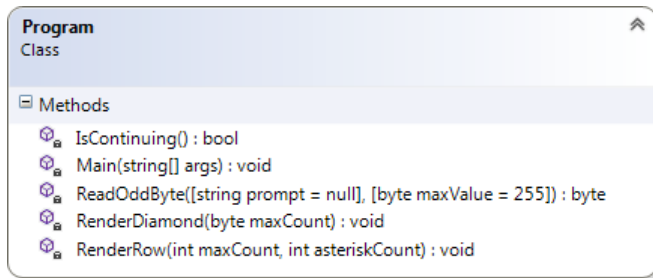 Program
Class
Methods
IsContinuing() : bool
Main(string[] args) : void
ReadOddByte([string prompt = null], [byte maxValue = 255]) : byte
RenderDiamond(byte maxCount) : void
RenderRow(int maxCount, int asteriskCount) : void